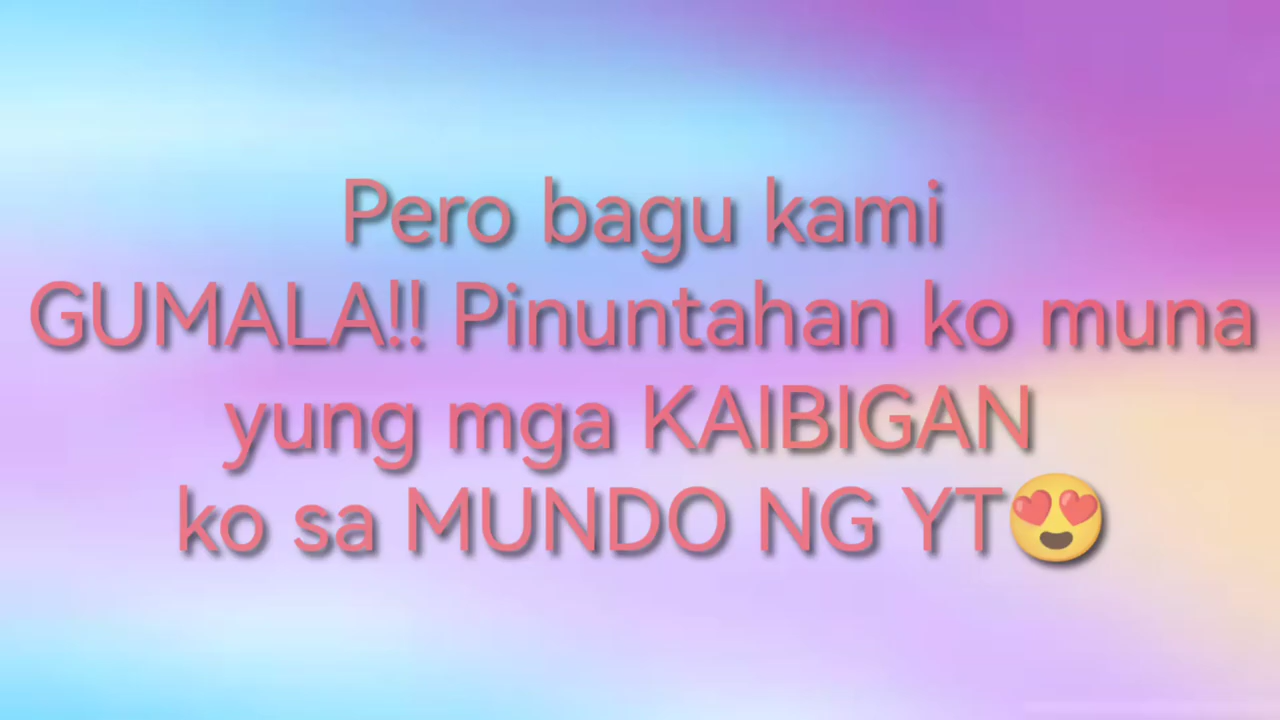 Pero bagu kami
GUMALA!! Pinuntahan ko muna
yung mga KAIBIGAN
ko sa MUNDO NG YT😍